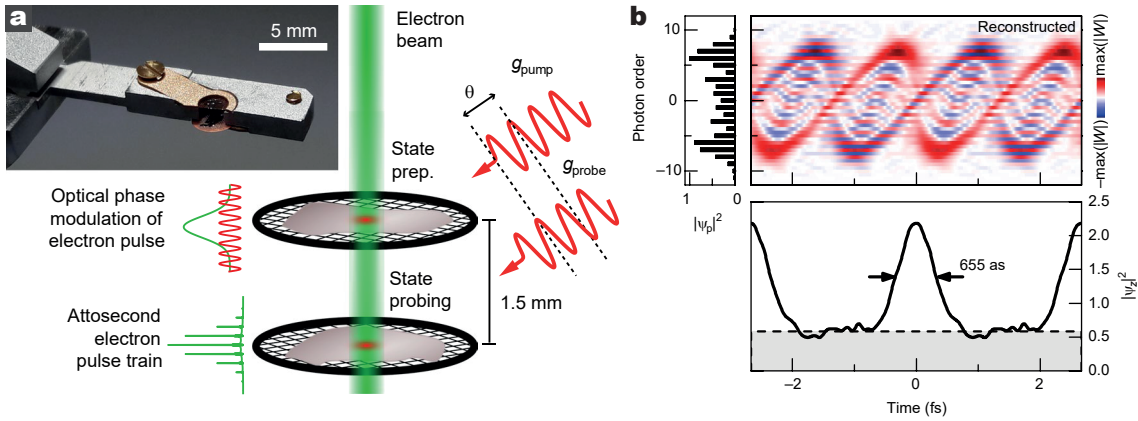 a
5 mm
Electron
beam
g_pump
θ
State
prep.
g_probe
Optical phase
modulation of
electron pulse
State
probing
1.5 mm
Attosecond
electron
pulse train
b
Reconstructed
10
0
−10
Photon order
1
0
|ψ_p|²
max(|W|)
−max(|W|)
655 as
2.5
2.0
1.5
1.0
0.5
0.0
|ψ_z|²
−2
0
2
Time (fs)